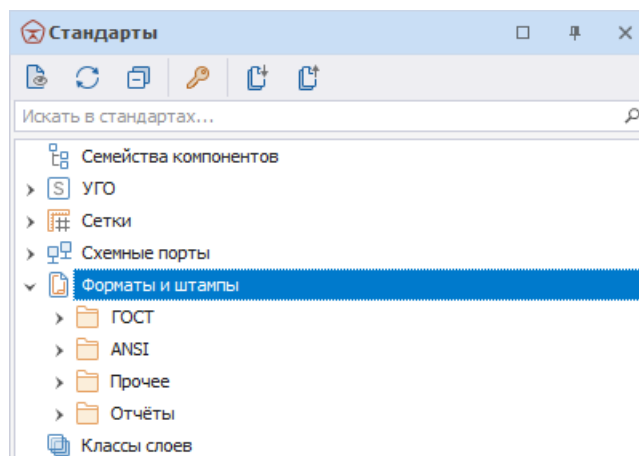 Стандарты
Искать в стандартах...
Семейства компонентов
УГО
Сетки
Схемные порты
Форматы и штампы
ГОСТ
ANSI
Прочее
Отчёты
Классы слоев